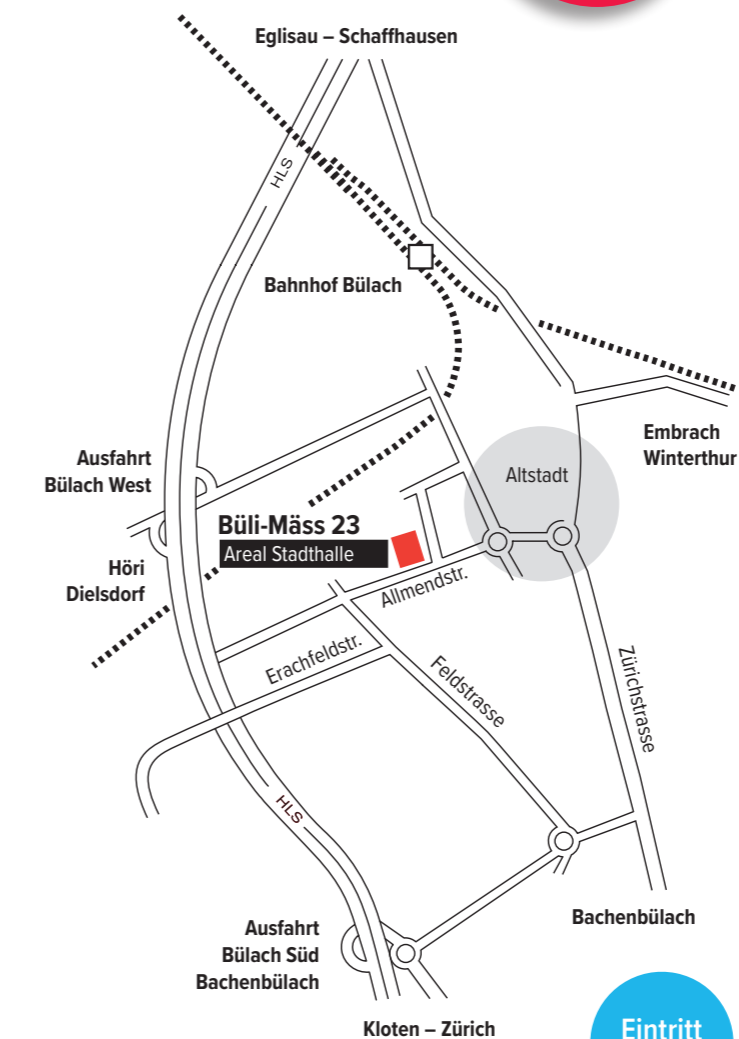 Eglisau – Schaffhausen
HLS
Bahnhof Bülach
Embrach
Winterthur
Ausfahrt
Bülach West
Altstadt
Büli-Mäss 23
Areal Stadthalle
Höri
Dielsdorf
Allmendstr.
Erachfeldstr.
Feldstrasse
Zürichstrasse
HLS
Bachenbülach
Ausfahrt
Bülach Süd
Bachenbülach
Kloten – Zürich
Eintritt